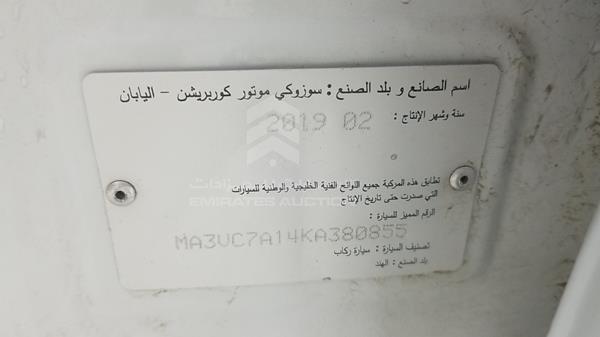 اسم الصانع و بلد الصنع : سوزوكي موتور كوربريشن - اليابان
سنة وشهر الإنتاج : 2019 02
تطابق هذه المركبة جميع اللوائح الفنية الخليجية والوطنية للسيارات
التي صدرت حتى تاريخ الإنتاج
EMIRATES AUCTION
الرقم المميز للسيارة :
MA3VC7A14KA380855
تصنيف السيارة : سيارة ركاب
بلد الصنع : الهند